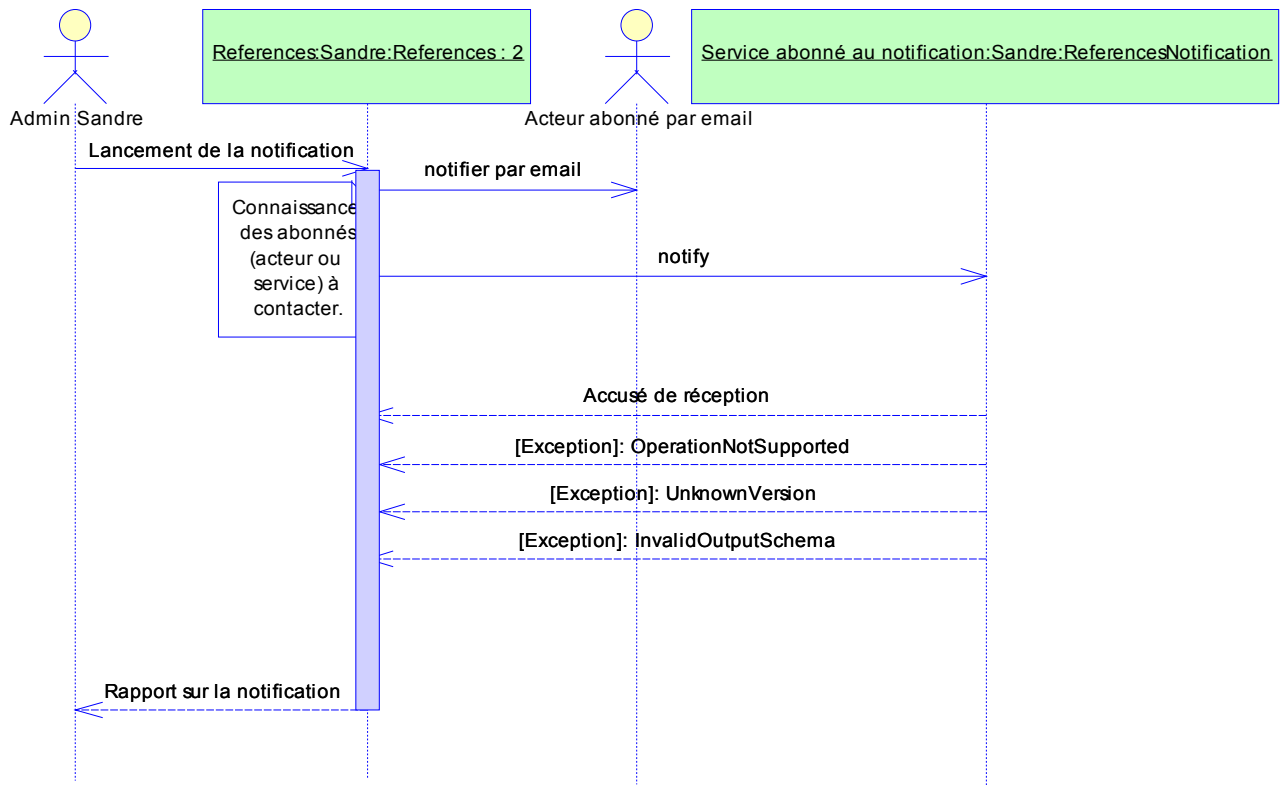 References:Sandre:References : 2
Service abonné au notification:Sandre:ReferencesNotification
Admin Sandre
Acteur abonné par email
Lancement de la notification
notifier par email
Connaissance
des abonnés
(acteur ou
service) à
contacter.
notify
Accusé de réception
[Exception]: OperationNotSupported
[Exception]: UnknownVersion
[Exception]: InvalidOutputSchema
Rapport sur la notification